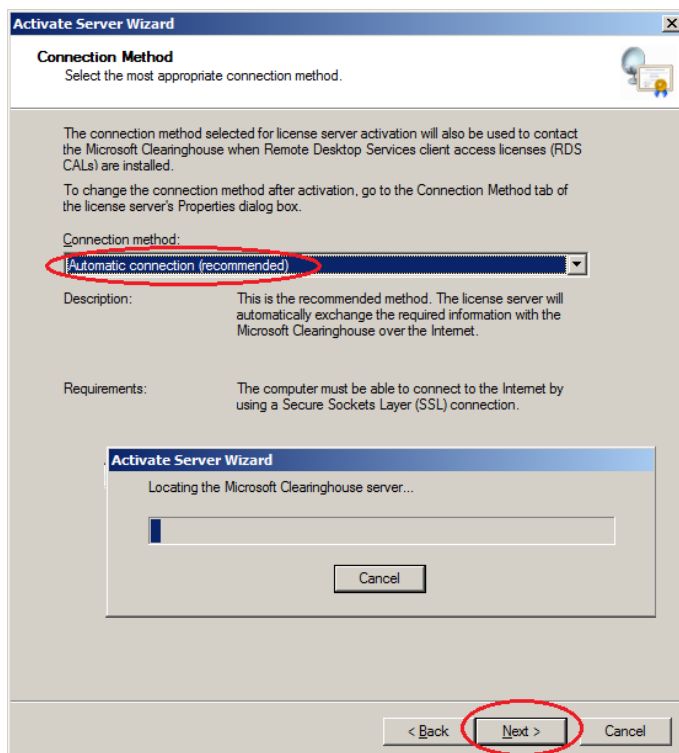 Activate Server Wizard
Connection Method
Select the most appropriate connection method.
The connection method selected for license server activation will also be used to contact
the Microsoft Clearinghouse when Remote Desktop Services client access licenses (RDS
CALs) are installed.
To change the connection method after activation, go to the Connection Method tab of
the license server's Properties dialog box.
Connection method:
Automatic connection (recommended)
Description: This is the recommended method. The license server will
automatically exchange the required information with the
Microsoft Clearinghouse over the Internet.
Requirements: The computer must be able to connect to the Internet by
using a Secure Sockets Layer (SSL) connection.
Activate Server Wizard
Locating the Microsoft Clearinghouse server...
Cancel
< Back Next > Cancel